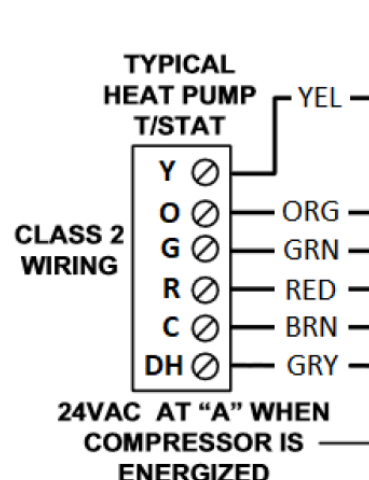 TYPICAL
HEAT PUMP
T/STAT
YEL
Y
O ORG
G GRN
CLASS 2
WIRING
R RED
C BRN
DH GRY
24VAC AT “A” WHEN
COMPRESSOR IS
ENERGIZED